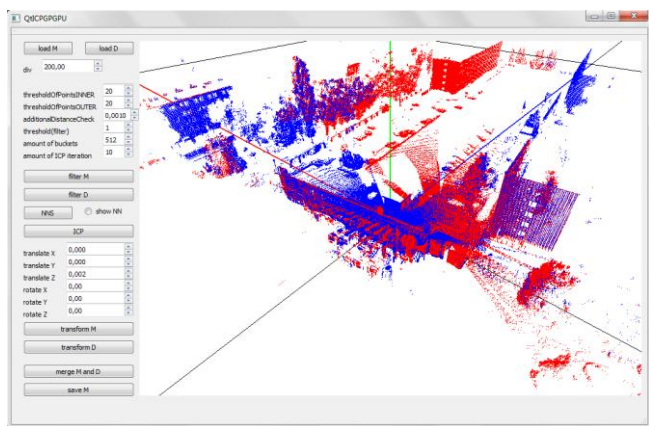 QtICPGPGPU
load M load D
div 200,00
thresholdOfPointsINNER 20
thresholdOfPointsOUTER 20
additionalDistanceCheck 0,0010
threshold(filter) 1
amount of buckets 512
amount of ICP iteration 10
filter M
filter D
NNS show NN
ICP
translate X 0,000
translate Y 0,000
translate Z 0,002
rotate X 0,00
rotate Y 0,00
rotate Z 0,00
transform M
transform D
merge M and D
save M